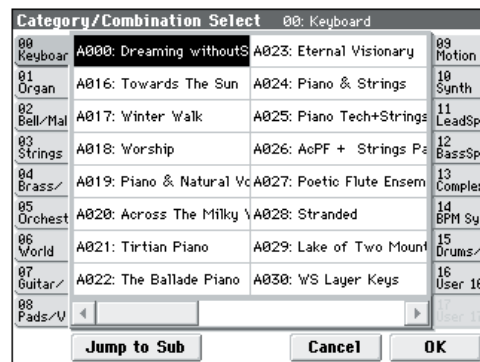 Category/Combination Select 00: Keyboard
00
Keyboar
01
Organ
02
Bell/Mal
03
Strings
04
Brass/
05
Orchest
06
World
07
Guitar/
08
Pads/V
A000: Dreaming withoutS A023: Eternal Visionary
A016: Towards The Sun A024: Piano & Strings
A017: Winter Walk A025: Piano Tech+Strings
A018: Worship A026: AcPF + Strings Pa
A019: Piano & Natural Vo A027: Poetic Flute Ensem
A020: Across The Milky A028: Stranded
A021: Tirtian Piano A029: Lake of Two Mount
A022: The Ballade Piano A030: WS Layer Keys
09
Motion
10
Synth
11
LeadSp
12
BassSp
13
Comple
14
BPM Sy
15
Drums/
16
User 16
17
User 17
Jump to Sub Cancel OK